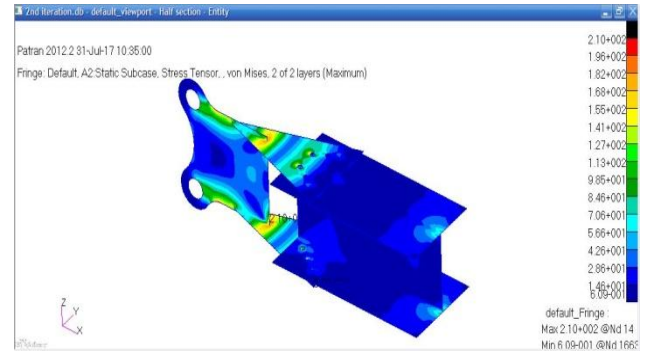 2nd iteration.db - default_viewport - Half section - Entity
Patran 2012.2 31-Jul-17 10:35:00
Fringe: Default, A2:Static Subcase, Stress Tensor, , von Mises, 2 of 2 layers (Maximum)
2.10+002
1.96+002
1.82+002
1.68+002
1.55+002
1.41+002
1.27+002
1.13+002
9.85+001
8.46+001
7.06+001
5.66+001
4.26+001
2.86+001
1.46+001
6.09-001
2.10+0
Z
Y
X
default_Fringe :
Max 2.10+002 @Nd 14
Min 6.09-001 @Nd 1663